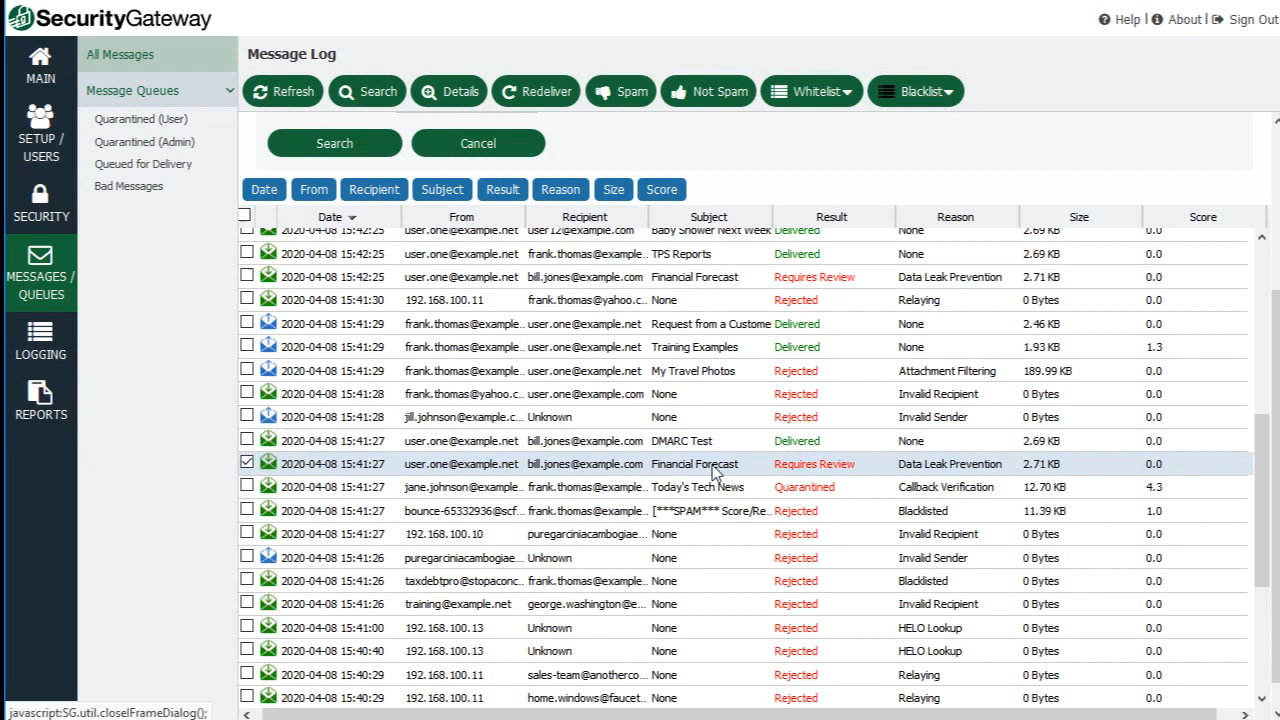 SecurityGateway
Help | About | Sign Out
MAIN
SETUP / USERS
SECURITY
MESSAGES / QUEUES
LOGGING
REPORTS
All Messages
Message Queues
Quarantined (User)
Quarantined (Admin)
Queued for Delivery
Bad Messages
Message Log
Refresh Search Details Redeliver Spam Not Spam Whitelist Blacklist
Search Cancel
Date From Recipient Subject Result Reason Size Score
Date From Recipient Subject Result Reason Size Score
2020-04-08 15:42:25 user.one@example.net user12@example.com Baby Shower Next Week Delivered None 2.69 KB 0.0
2020-04-08 15:42:25 user.one@example.net frank.thomas@example... TPS Reports Delivered None 2.69 KB 0.0
2020-04-08 15:42:25 user.one@example.net bill.jones@example.com Financial Forecast Requires Review Data Leak Prevention 2.71 KB 0.0
2020-04-08 15:41:30 192.168.100.11 frank.thomas@yahoo.c... None Rejected Relaying 0 Bytes 0.0
2020-04-08 15:41:29 frank.thomas@example... user.one@example.net Request from a Custome Delivered None 2.46 KB 0.0
2020-04-08 15:41:29 frank.thomas@example... user.one@example.net Training Examples Delivered None 1.93 KB 1.3
2020-04-08 15:41:29 frank.thomas@example... user.one@example.net My Travel Photos Rejected Attachment Filtering 189.99 KB 0.0
2020-04-08 15:41:28 frank.thomas@yahoo.c... user.one@example.com None Rejected Invalid Recipient 0 Bytes 0.0
2020-04-08 15:41:28 jill.johnson@example.c... Unknown None Rejected Invalid Sender 0 Bytes 0.0
2020-04-08 15:41:27 user.one@example.net bill.jones@example.com DMARC Test Delivered None 2.69 KB 0.0
2020-04-08 15:41:27 user.one@example.net bill.jones@example.com Financial Forecast Requires Review Data Leak Prevention 2.71 KB 0.0
2020-04-08 15:41:27 jane.johnson@example... frank.thomas@example... Today's Tech News Quarantined Callback Verification 12.70 KB 4.3
2020-04-08 15:41:27 bounce-65332936@scf... frank.thomas@example... [***SPAM*** Score/Re... Rejected Blacklisted 11.39 KB 1.0
2020-04-08 15:41:27 192.168.100.10 puregarciniacambogiae... None Rejected Invalid Recipient 0 Bytes 0.0
2020-04-08 15:41:26 puregarciniacambogiae... Unknown None Rejected Invalid Sender 0 Bytes 0.0
2020-04-08 15:41:26 taxdebtpro@stopaconc... frank.thomas@example... None Rejected Blacklisted 0 Bytes 0.0
2020-04-08 15:41:26 training@example.net george.washington@e... None Rejected Invalid Recipient 0 Bytes 0.0
2020-04-08 15:41:00 192.168.100.13 Unknown None Rejected HELO Lookup 0 Bytes 0.0
2020-04-08 15:40:40 192.168.100.13 Unknown None Rejected HELO Lookup 0 Bytes 0.0
2020-04-08 15:40:29 192.168.100.11 sales-team@anotherco... None Rejected Relaying 0 Bytes 0.0
2020-04-08 15:40:29 192.168.100.11 home.windows@faucet... None Rejected Relaying 0 Bytes 0.0
javascript:SG.util.closeIFrameDialog();